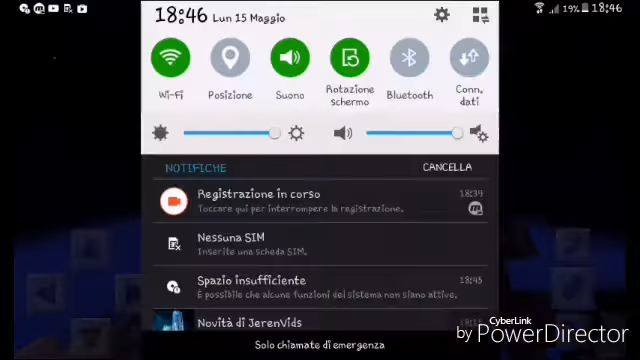 18:46 Lun 15 Maggio
19% 18:46
Wi-Fi
Posizione
Suono
Rotazione
schermo
Bluetooth
Conn.
dati
NOTIFICHE
CANCELLA
Registrazione in corso
18:39
Toccare qui per interrompere la registrazione.
Nessuna SIM
Inserite una scheda SIM.
Spazio insufficiente
È possibile che alcune funzioni del sistema non siano attive.
Novità di JerenVids
Solo chiamate di emergenza
CyberLink
by PowerDirector